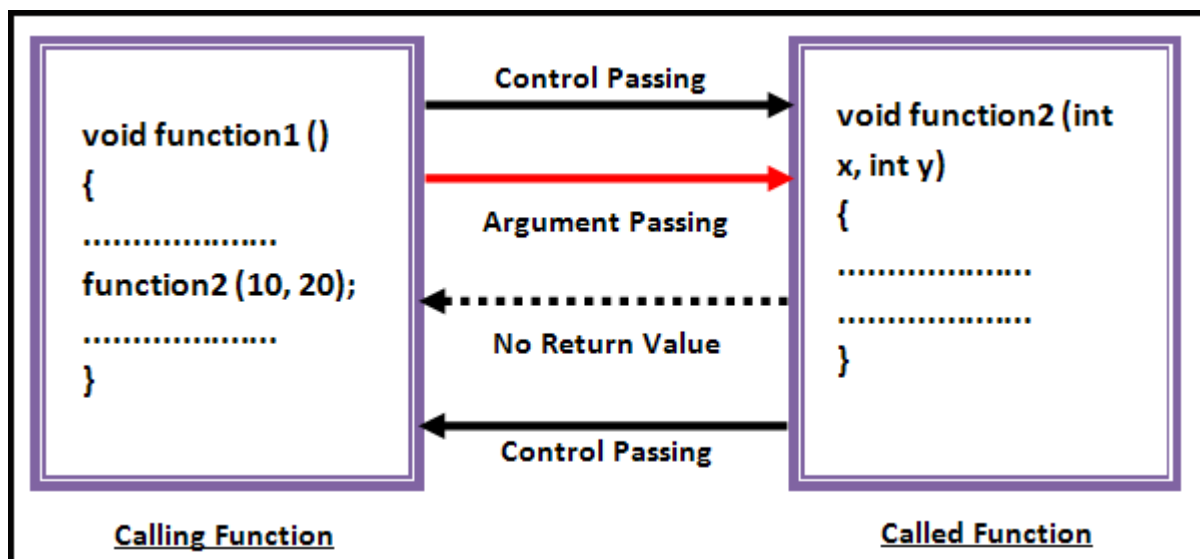 void function1 ()
{
.....................
function2 (10, 20);
.....................
}
Calling Function
Control Passing
Argument Passing
No Return Value
Control Passing
void function2 (int
x, int y)
{
.....................
.....................
}
Called Function